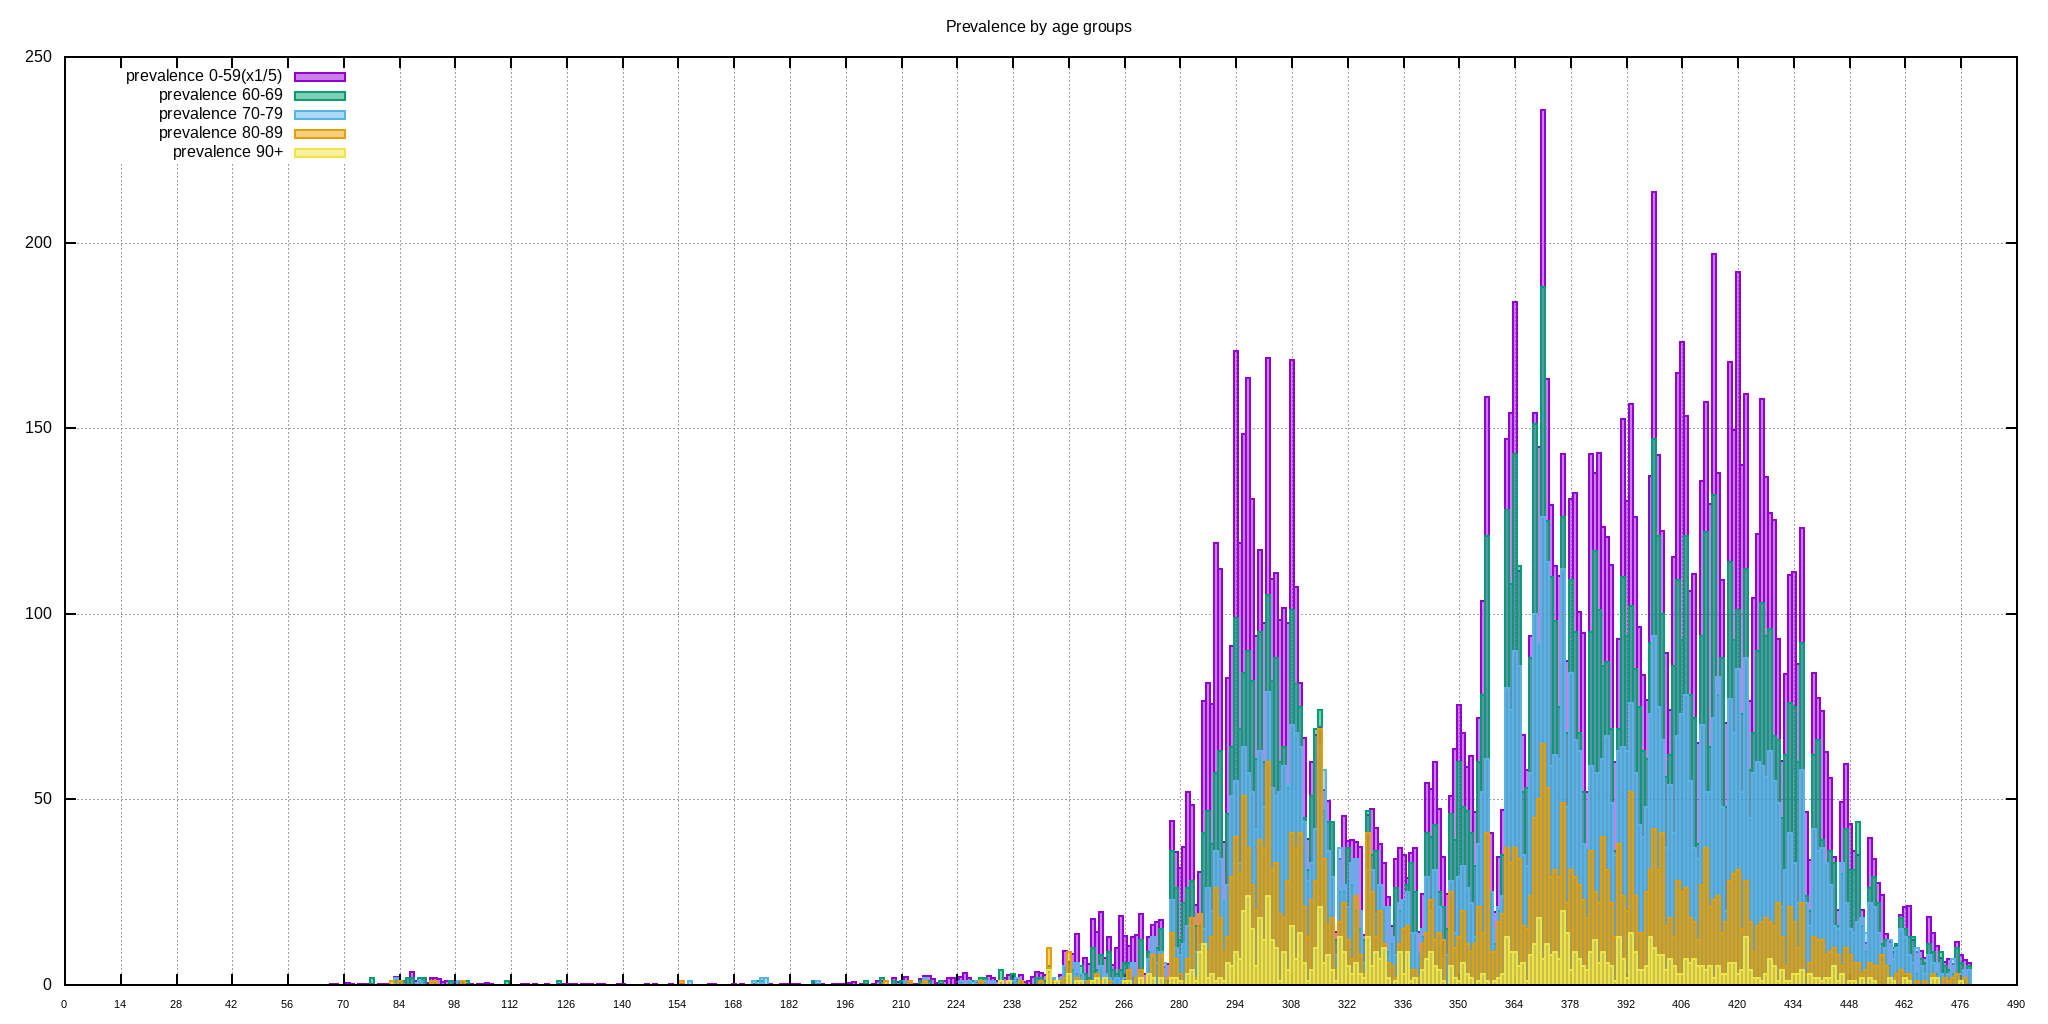 Prevalence by age groups
250
200
150
100
50
0
prevalence 0-59(x1/5)
prevalence 60-69
prevalence 70-79
prevalence 80-89
prevalence 90+
0 14 28 42 56 70 84 98 112 126 140 154 168 182 196 210 224 238 252 266 280 294 308 322 336 350 364 378 392 406 420 434 448 462 476 490